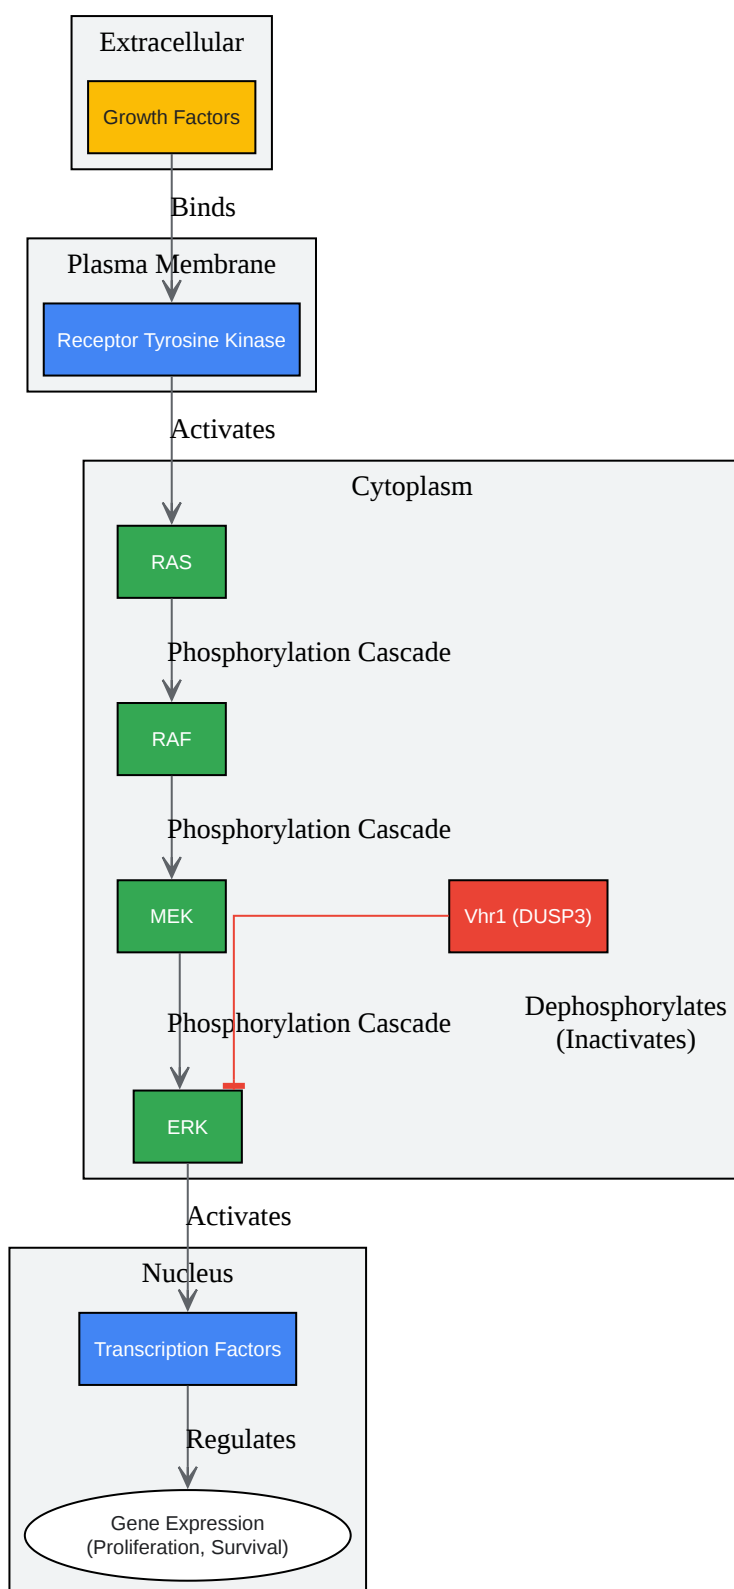 Extracellular
Growth Factors
Binds
Plasma Membrane
Receptor Tyrosine Kinase
Activates
Cytoplasm
RAS
Phosphorylation Cascade
RAF
Phosphorylation Cascade
MEK
Vhr1 (DUSP3)
Phosphorylation Cascade
Dephosphorylates
(Inactivates)
ERK
Activates
Nucleus
Transcription Factors
Regulates
Gene Expression
(Proliferation, Survival)